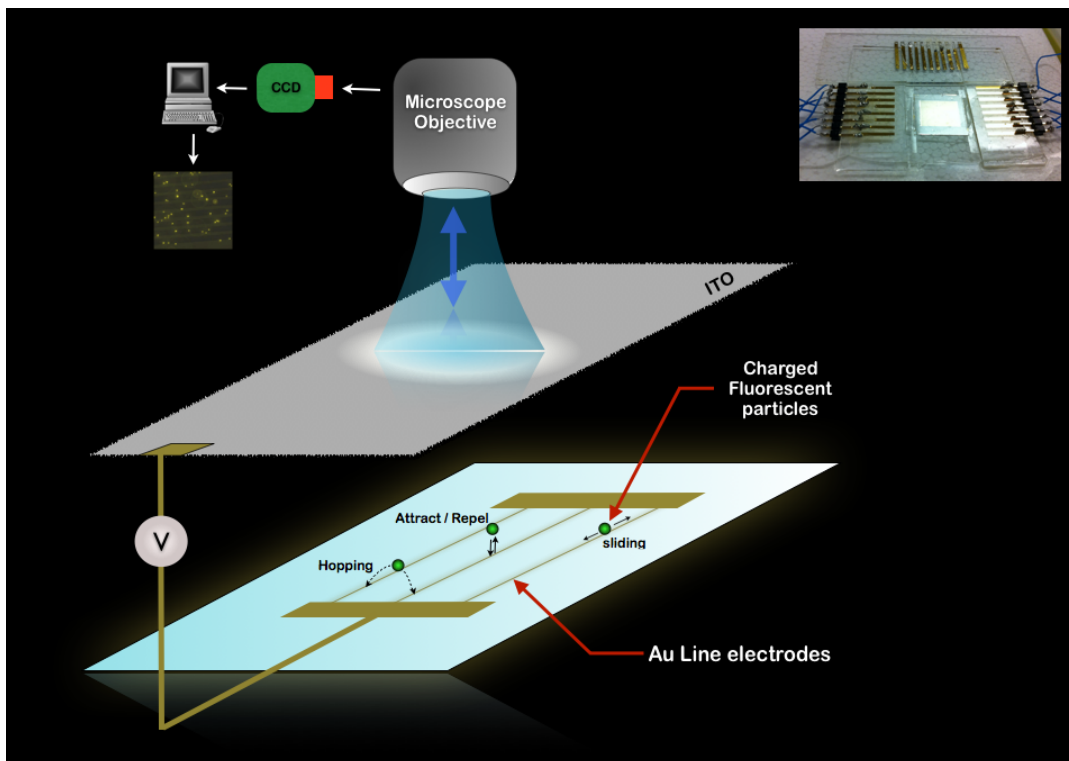 CCD
Microscope
Objective
ITO
Charged
Fluorescent
particles
V
Attract / Repel
sliding
Hopping
Au Line electrodes